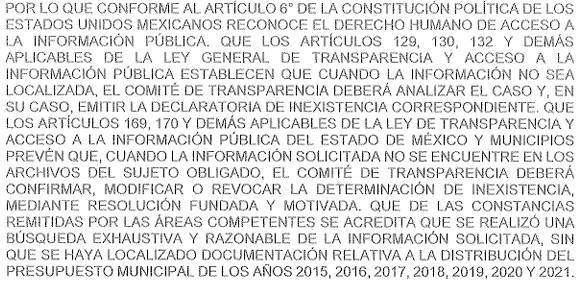 POR LO QUE CONFORME AL ARTÍCULO 6° DE LA CONSTITUCIÓN POLÍTICA DE LOS
ESTADOS UNIDOS MEXICANOS RECONOCE EL DERECHO HUMANO DE ACCESO A
LA INFORMACIÓN PÚBLICA. QUE LOS ARTÍCULOS 129, 130, 132 Y DEMÁS
APLICABLES DE LA LEY GENERAL DE TRANSPARENCIA Y ACCESO A LA
INFORMACIÓN PÚBLICA ESTABLECEN QUE CUANDO LA INFORMACIÓN NO SEA
LOCALIZADA, EL COMITÉ DE TRANSPARENCIA DEBERÁ ANALIZAR EL CASO Y, EN
SU CASO, EMITIR LA DECLARATORIA DE INEXISTENCIA CORRESPONDIENTE. QUE
LOS ARTÍCULOS 169, 170 Y DEMÁS APLICABLES DE LA LEY DE TRANSPARENCIA Y
ACCESO A LA INFORMACIÓN PÚBLICA DEL ESTADO DE MÉXICO Y MUNICIPIOS
PREVÉN QUE, CUANDO LA INFORMACIÓN SOLICITADA NO SE ENCUENTRE EN LOS
ARCHIVOS DEL SUJETO OBLIGADO, EL COMITÉ DE TRANSPARENCIA DEBERÁ
CONFIRMAR, MODIFICAR O REVOCAR LA DETERMINACIÓN DE INEXISTENCIA,
MEDIANTE RESOLUCIÓN FUNDADA Y MOTIVADA. QUE DE LAS CONSTANCIAS
REMITIDAS POR LAS ÁREAS COMPETENTES SE ACREDITA QUE SE REALIZÓ UNA
BÚSQUEDA EXHAUSTIVA Y RAZONABLE DE LA INFORMACIÓN SOLICITADA, SIN
QUE SE HAYA LOCALIZADO DOCUMENTACIÓN RELATIVA A LA DISTRIBUCIÓN DEL
PRESUPUESTO MUNICIPAL DE LOS AÑOS 2015, 2016, 2017, 2018, 2019, 2020 Y 2021.